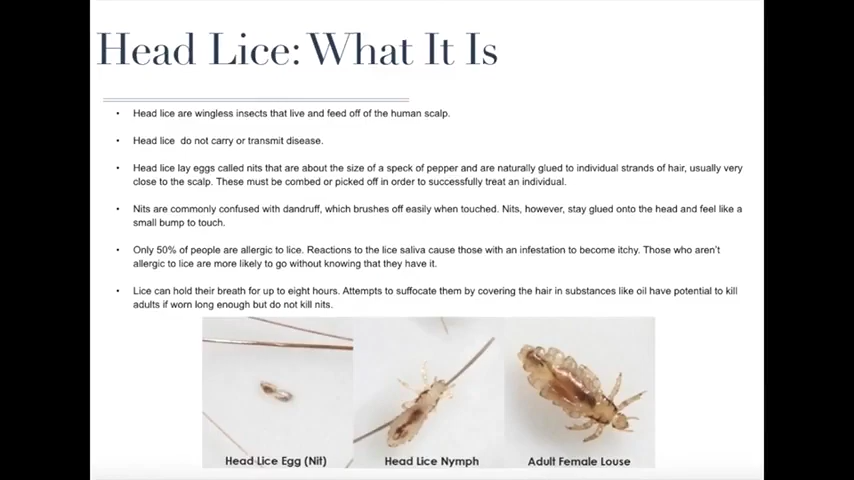 Head Lice: What It Is
• Head lice are wingless insects that live and feed off of the human scalp.
• Head lice do not carry or transmit disease.
• Head lice lay eggs called nits that are about the size of a speck of pepper and are naturally glued to individual strands of hair, usually very
close to the scalp. These must be combed or picked off in order to successfully treat an individual.
• Nits are commonly confused with dandruff, which brushes off easily when touched. Nits, however, stay glued onto the head and feel like a
small bump to touch.
• Only 50% of people are allergic to lice. Reactions to the lice saliva cause those with an infestation to become itchy. Those who aren't
allergic to lice are more likely to go without knowing that they have it.
• Lice can hold their breath for up to eight hours. Attempts to suffocate them by covering the hair in substances like oil have potential to kill
adults if worn long enough but do not kill nits.
Head Lice Egg (Nit) Head Lice Nymph Adult Female Louse